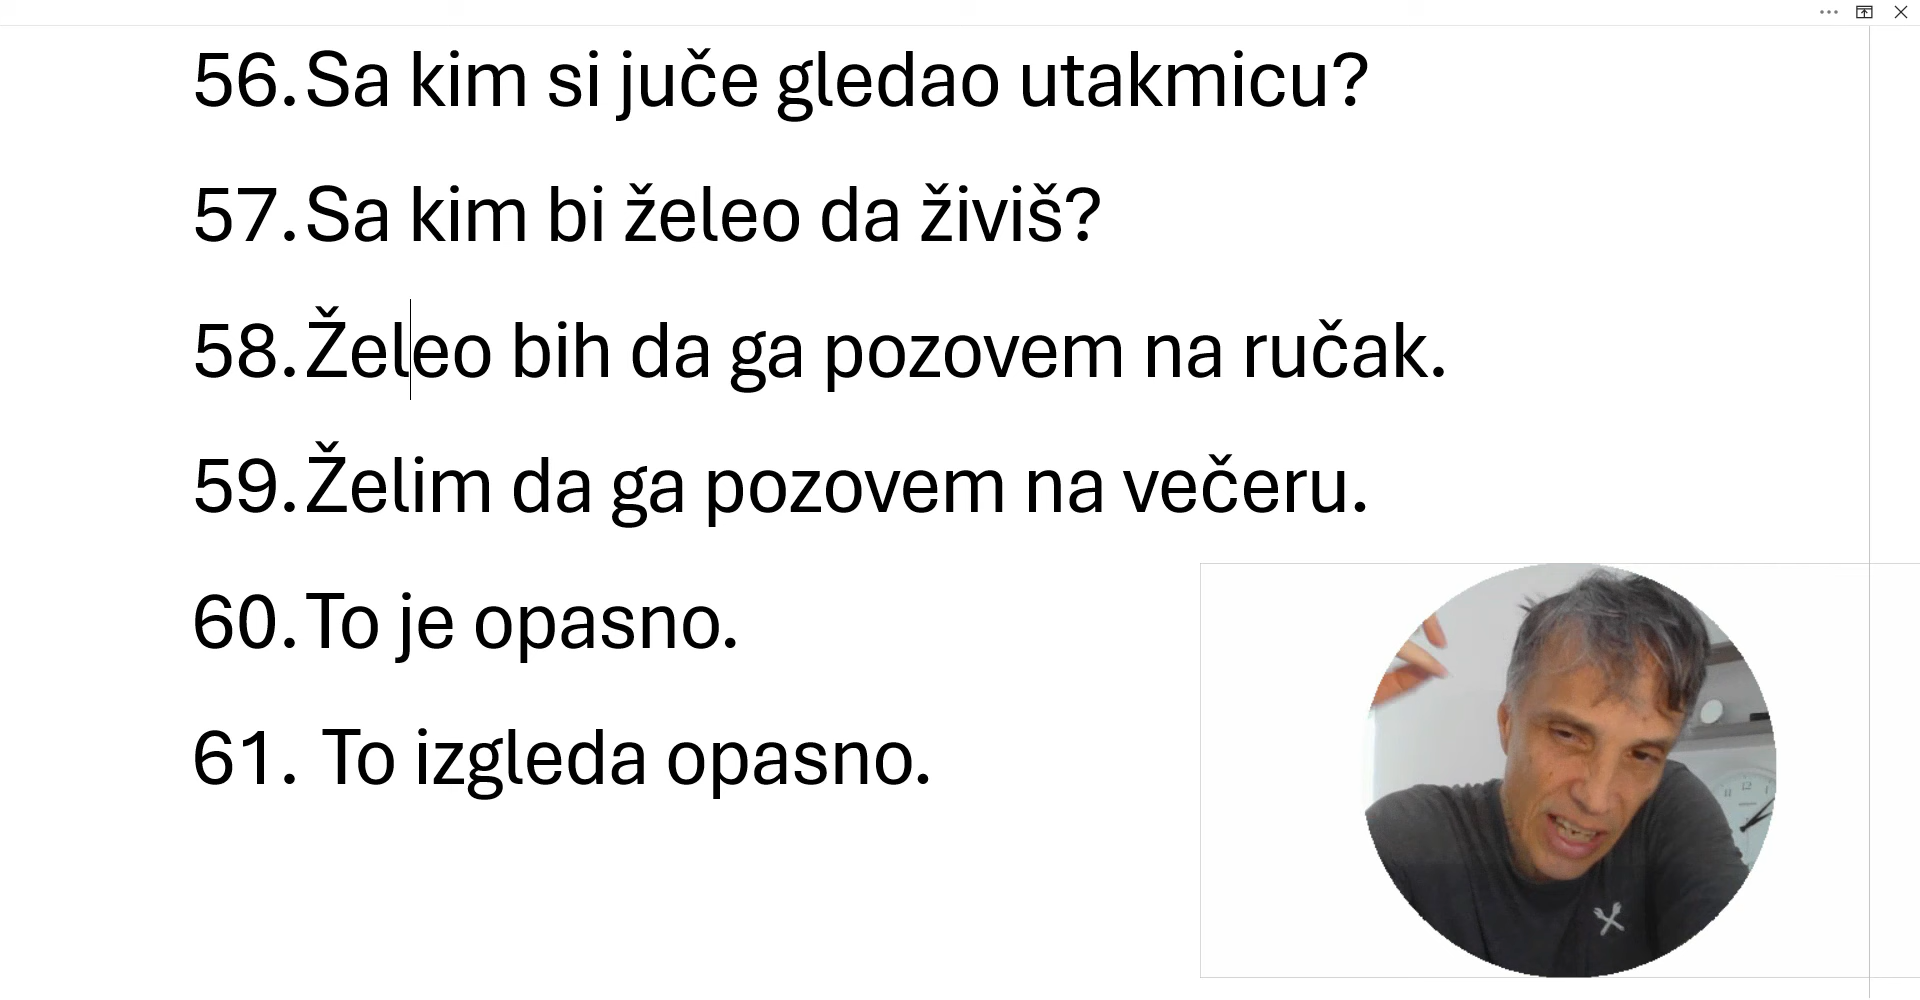 56. Sa kim si juče gledao utakmicu?
57. Sa kim bi želeo da živiš?
58. Želeo bih da ga pozovem na ručak.
59. Želim da ga pozovem na večeru.
60. To je opasno.
61. To izgleda opasno.